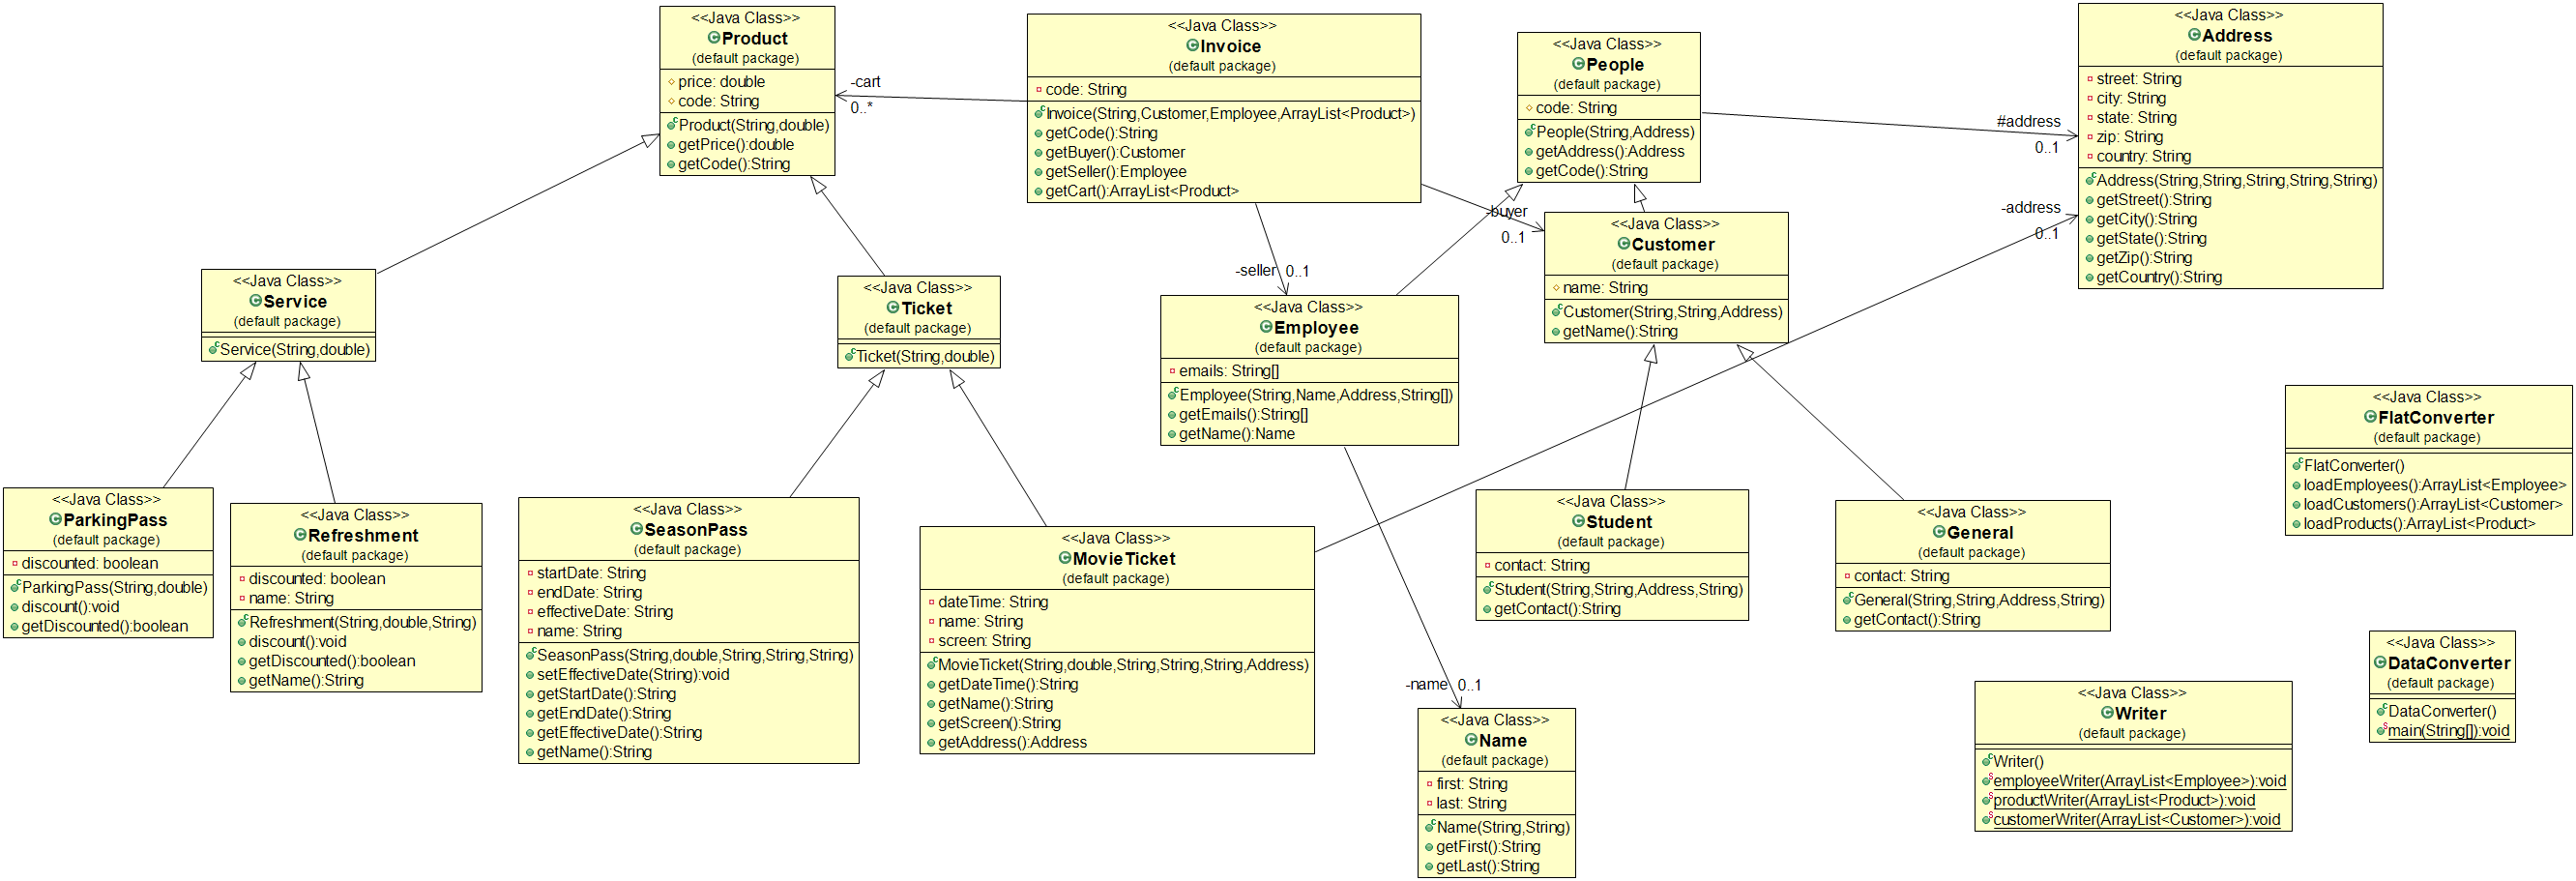 <<Java Class>>
Product
(default package)
price: double
code: String
Product(String,double)
getPrice():double
getCode():String
-cart
0..*
<<Java Class>>
Invoice
(default package)
code: String
Invoice(String,Customer,Employee,ArrayList<Product>)
getCode():String
getBuyer():Customer
getSeller():Employee
getCart():ArrayList<Product>
<<Java Class>>
People
(default package)
code: String
People(String,Address)
getAddress():Address
getCode():String
#address
0..1
<<Java Class>>
Address
(default package)
street: String
city: String
state: String
zip: String
country: String
Address(String,String,String,String,String)
getStreet():String
getCity():String
getState():String
getZip():String
getCountry():String
-address
0..1
-buyer
0..1
-seller
0..1
<<Java Class>>
Customer
(default package)
name: String
Customer(String,String,Address)
getName():String
<<Java Class>>
Service
(default package)
Service(String,double)
<<Java Class>>
Ticket
(default package)
Ticket(String,double)
<<Java Class>>
Employee
(default package)
emails: String[]
Employee(String,Name,Address,String[])
getEmails():String[]
getName():Name
<<Java Class>>
FlatConverter
(default package)
FlatConverter()
loadEmployees():ArrayList<Employee>
loadCustomers():ArrayList<Customer>
loadProducts():ArrayList<Product>
<<Java Class>>
ParkingPass
(default package)
discounted: boolean
ParkingPass(String,double)
discount():void
getDiscounted():boolean
<<Java Class>>
Refreshment
(default package)
discounted: boolean
name: String
Refreshment(String,double,String)
discount():void
getDiscounted():boolean
getName():String
<<Java Class>>
SeasonPass
(default package)
startDate: String
endDate: String
effectiveDate: String
name: String
SeasonPass(String,double,String,String,String)
setEffectiveDate(String):void
getStartDate():String
getEndDate():String
getEffectiveDate():String
getName():String
<<Java Class>>
MovieTicket
(default package)
dateTime: String
name: String
screen: String
MovieTicket(String,double,String,String,String,Address)
getDateTime():String
getName():String
getScreen():String
getAddress():Address
<<Java Class>>
Student
(default package)
contact: String
Student(String,String,Address,String)
getContact():String
<<Java Class>>
General
(default package)
contact: String
General(String,String,Address,String)
getContact():String
-name
0..1
<<Java Class>>
Name
(default package)
first: String
last: String
Name(String,String)
getFirst():String
getLast():String
<<Java Class>>
Writer
(default package)
Writer()
employeeWriter(ArrayList<Employee>):void
productWriter(ArrayList<Product>):void
customerWriter(ArrayList<Customer>):void
<<Java Class>>
DataConverter
(default package)
DataConverter()
main(String[]):void